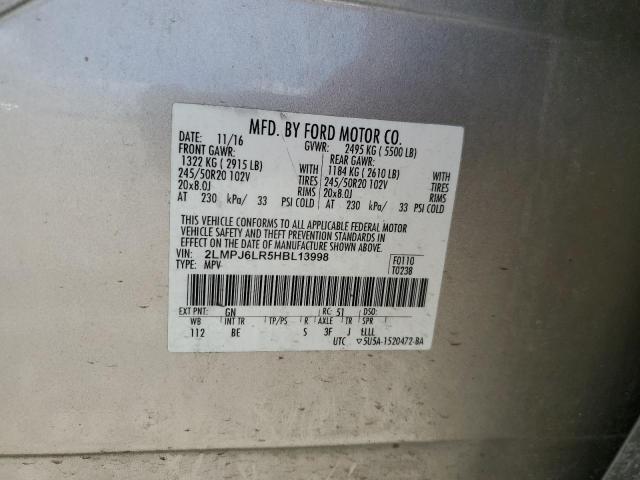 MFD. BY FORD MOTOR CO.
DATE: 11/16 GVWR: 2495 KG ( 5500 LB)
FRONT GAWR: REAR GAWR:
1322 KG ( 2915 LB) WITH 1184 KG ( 2610 LB) WITH
245/50R20 102V TIRES 245/50R20 102V TIRES
20x8.0J RIMS 20x8.0J RIMS
AT 230 kPa/ 33 PSI COLD AT 230 kPa/ 33 PSI COLD
THIS VEHICLE CONFORMS TO ALL APPLICABLE FEDERAL MOTOR
VEHICLE SAFETY AND THEFT PREVENTION STANDARDS IN
EFFECT ON THE DATE OF MANUFACTURE SHOWN ABOVE.
VIN: 2LMPJ6LR5HBL13998 F0110
TYPE: MPV T0238
EXT PNT: GN RC: 51 DSO:
WB INT TR TP/PS R AXLE TR SPR
112 BE 5 3F J
UTC ▽5U5A-1520472-BA